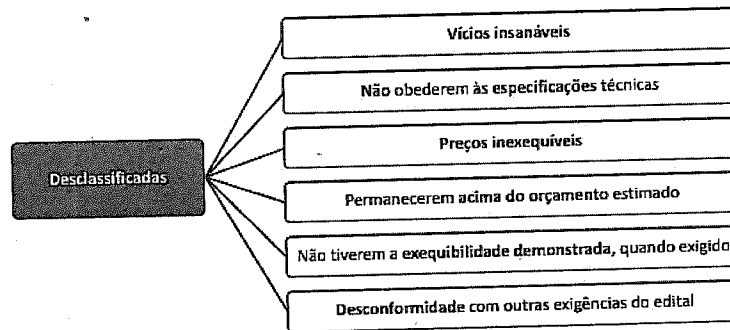 Vícios insanáveis
Não obederem às especificações técnicas
Preços inexequíveis
Desclassificadas
Permanecerem acima do orçamento estimado
Não tiverem a exequibilidade demonstrada, quando exigido
Desconformidade com outras exigências do edital